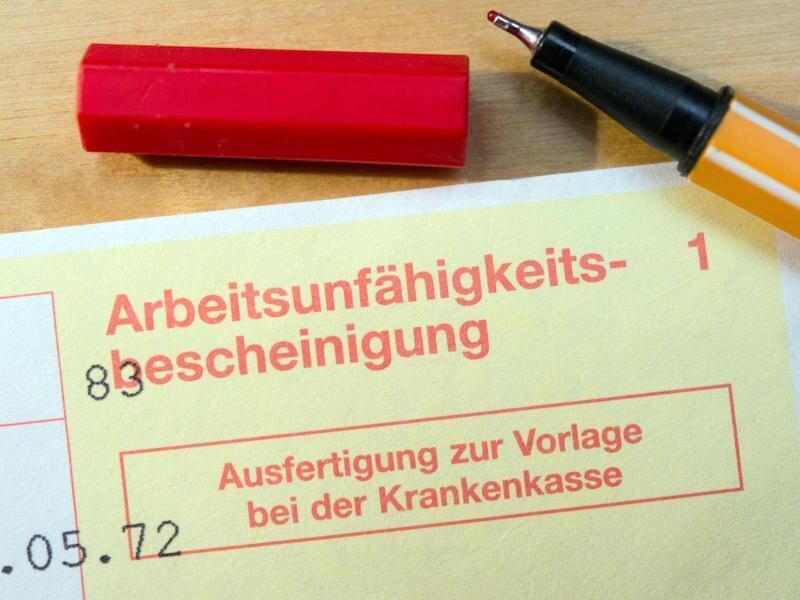 Arbeitsunfähigkeits- 1
bescheinigung
83
Ausfertigung zur Vorlage
bei der Krankenkasse
.05.72